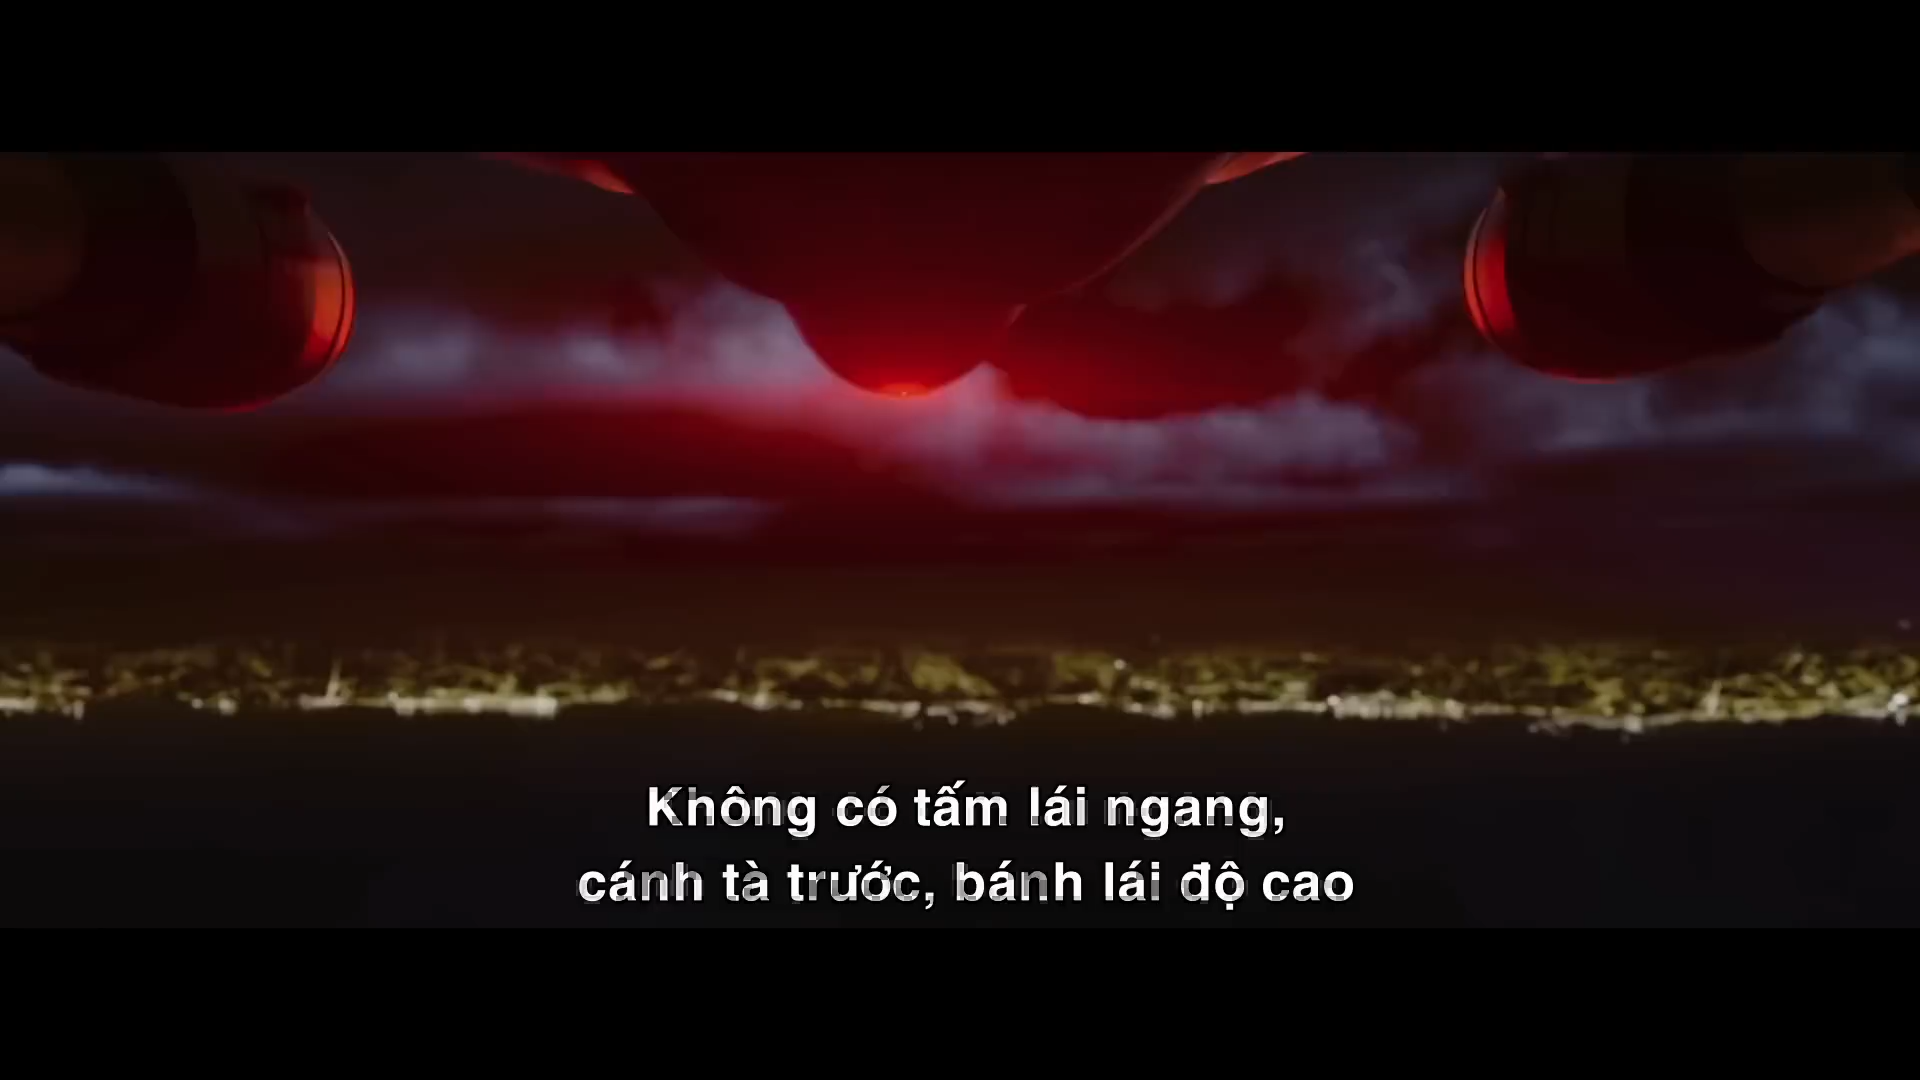 Không có tấm lái ngang,
cánh tà trước, bánh lái độ cao